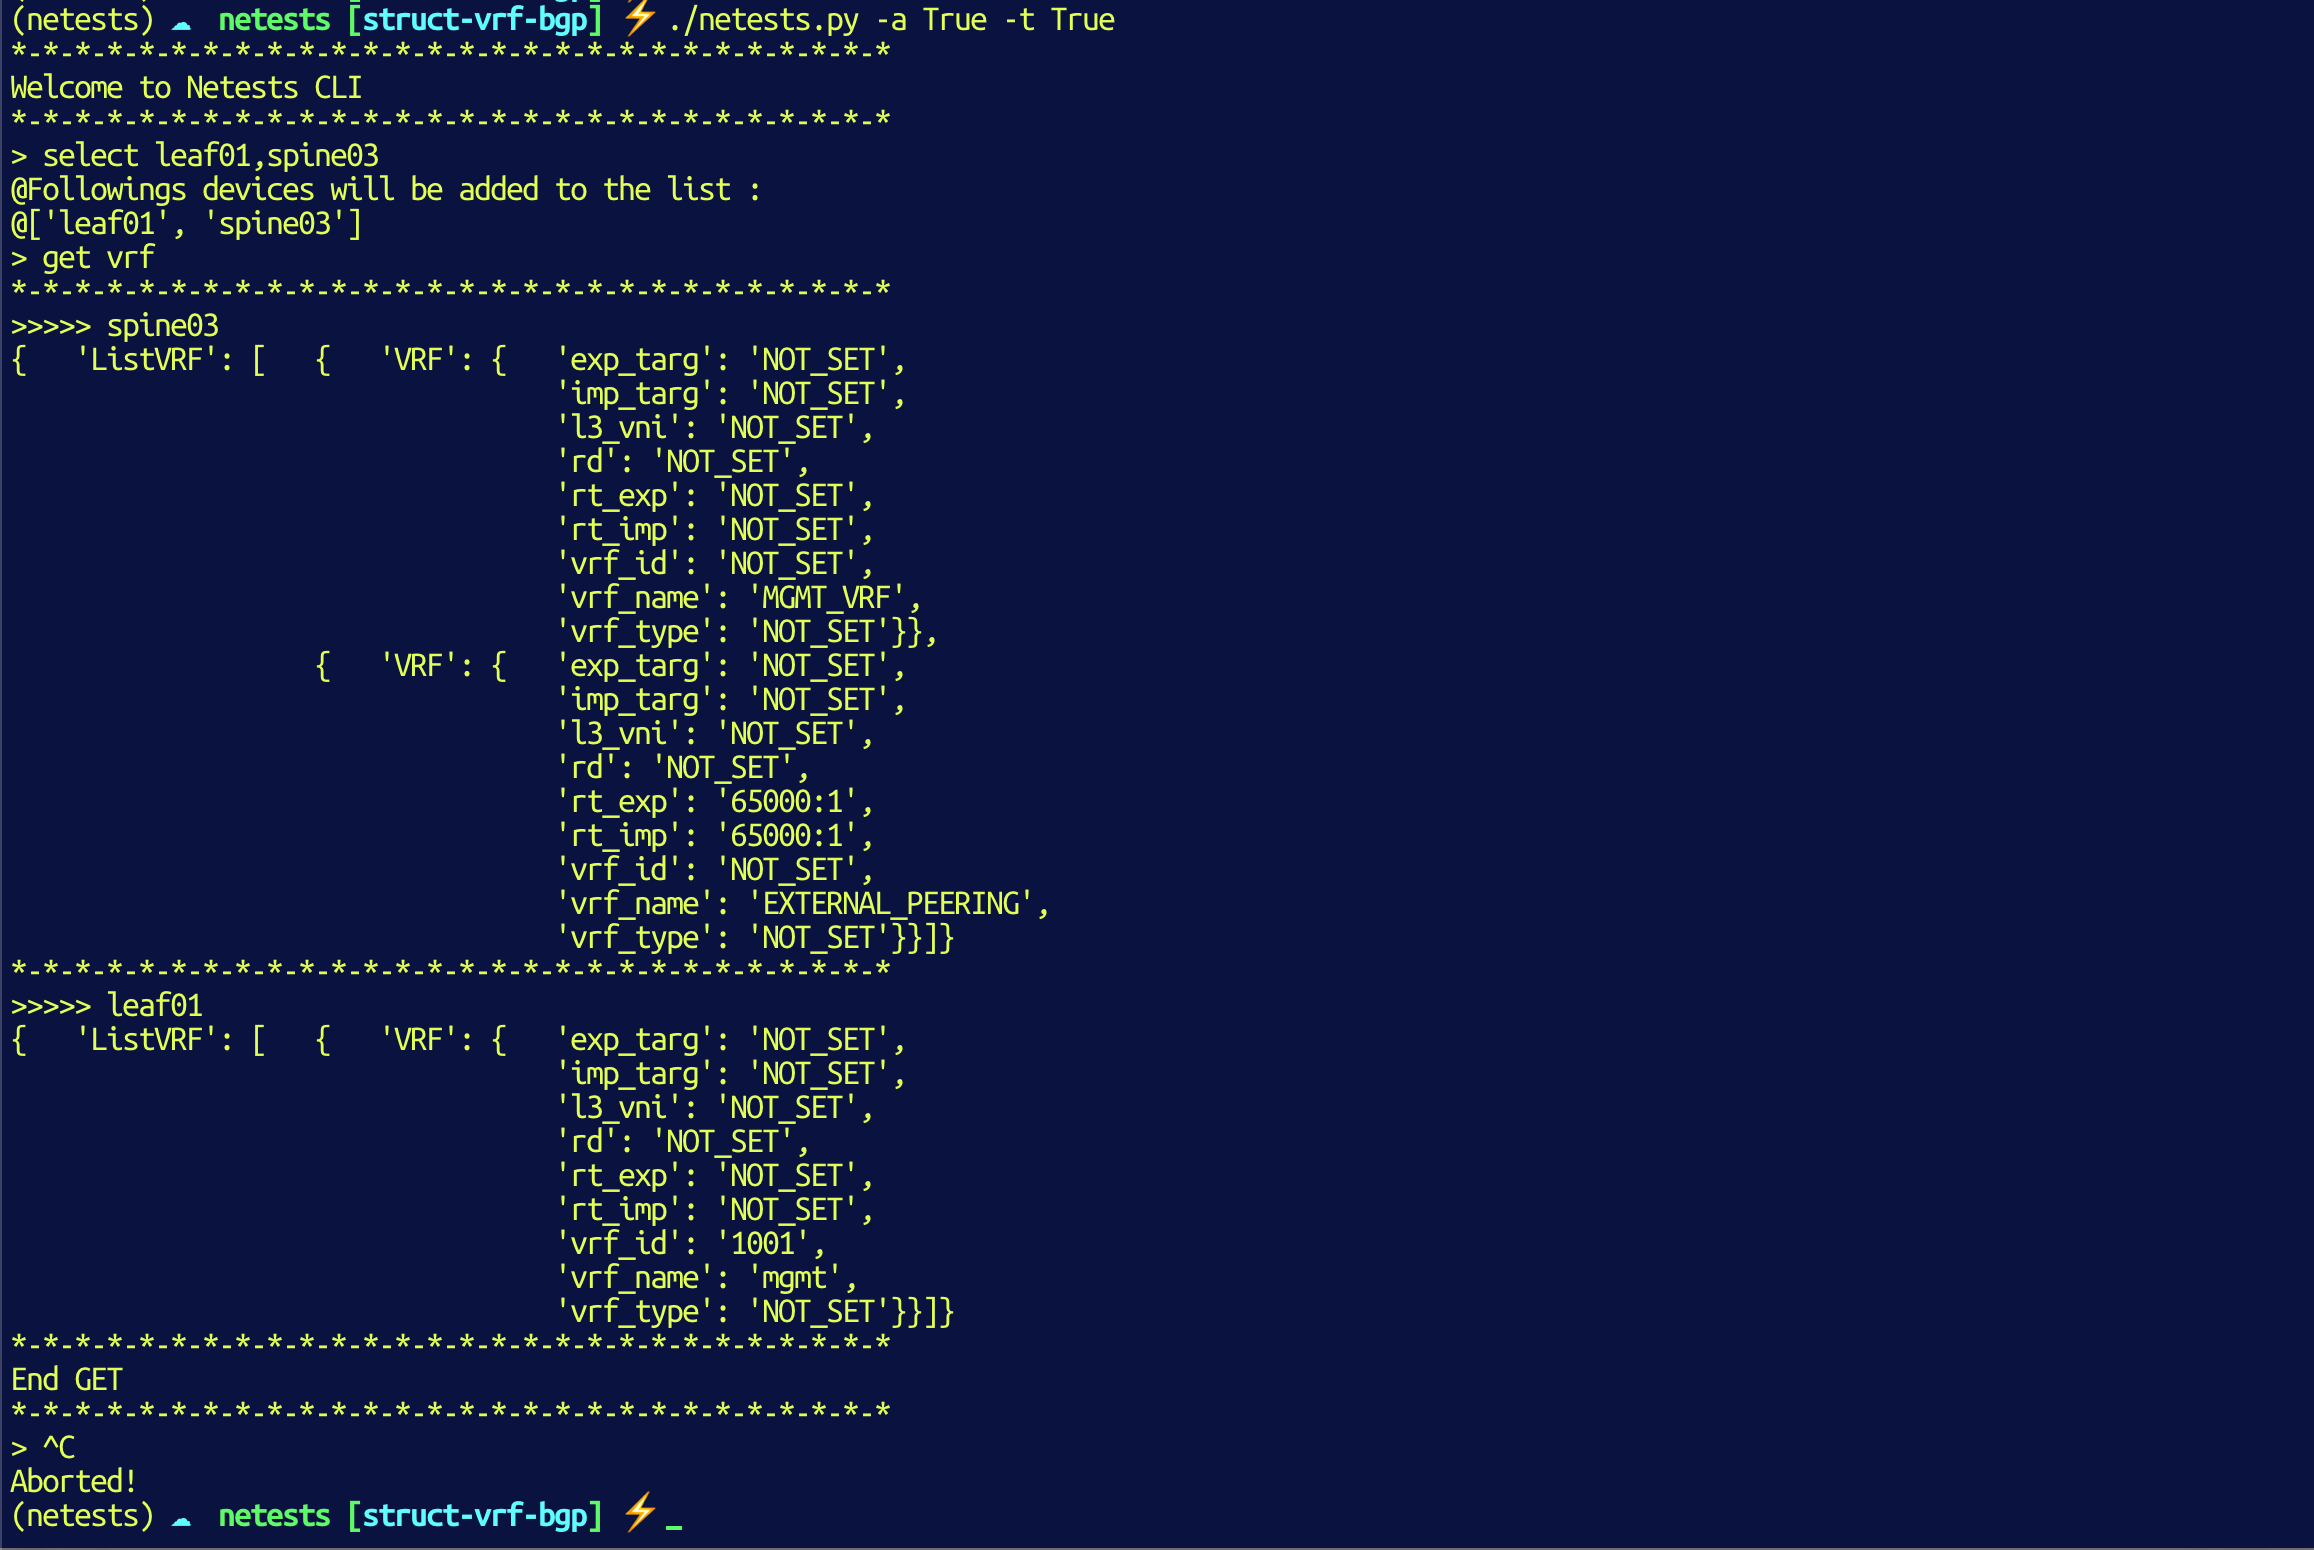 (netests) ☁ netests [struct-vrf-bgp] ⚡./netests.py -a True -t True
*-*-*-*-*-*-*-*-*-*-*-*-*-*-*-*-*-*-*-*-*-*-*-*-*-*-*-*
Welcome to Netests CLI
*-*-*-*-*-*-*-*-*-*-*-*-*-*-*-*-*-*-*-*-*-*-*-*-*-*-*-*
> select leaf01,spine03
@Followings devices will be added to the list :
@['leaf01', 'spine03']
> get vrf
*-*-*-*-*-*-*-*-*-*-*-*-*-*-*-*-*-*-*-*-*-*-*-*-*-*-*-*
>>>>> spine03
{   'ListVRF': [   {   'VRF': {   'exp_targ': 'NOT_SET',
                                  'imp_targ': 'NOT_SET',
                                  'l3_vni': 'NOT_SET',
                                  'rd': 'NOT_SET',
                                  'rt_exp': 'NOT_SET',
                                  'rt_imp': 'NOT_SET',
                                  'vrf_id': 'NOT_SET',
                                  'vrf_name': 'MGMT_VRF',
                                  'vrf_type': 'NOT_SET'}},
                   {   'VRF': {   'exp_targ': 'NOT_SET',
                                  'imp_targ': 'NOT_SET',
                                  'l3_vni': 'NOT_SET',
                                  'rd': 'NOT_SET',
                                  'rt_exp': '65000:1',
                                  'rt_imp': '65000:1',
                                  'vrf_id': 'NOT_SET',
                                  'vrf_name': 'EXTERNAL_PEERING',
                                  'vrf_type': 'NOT_SET'}}]}
*-*-*-*-*-*-*-*-*-*-*-*-*-*-*-*-*-*-*-*-*-*-*-*-*-*-*-*
>>>>> leaf01
{   'ListVRF': [   {   'VRF': {   'exp_targ': 'NOT_SET',
                                  'imp_targ': 'NOT_SET',
                                  'l3_vni': 'NOT_SET',
                                  'rd': 'NOT_SET',
                                  'rt_exp': 'NOT_SET',
                                  'rt_imp': 'NOT_SET',
                                  'vrf_id': '1001',
                                  'vrf_name': 'mgmt',
                                  'vrf_type': 'NOT_SET'}}]}
*-*-*-*-*-*-*-*-*-*-*-*-*-*-*-*-*-*-*-*-*-*-*-*-*-*-*-*
End GET
*-*-*-*-*-*-*-*-*-*-*-*-*-*-*-*-*-*-*-*-*-*-*-*-*-*-*-*
> ^C
Aborted!
(netests) ☁ netests [struct-vrf-bgp] ⚡_